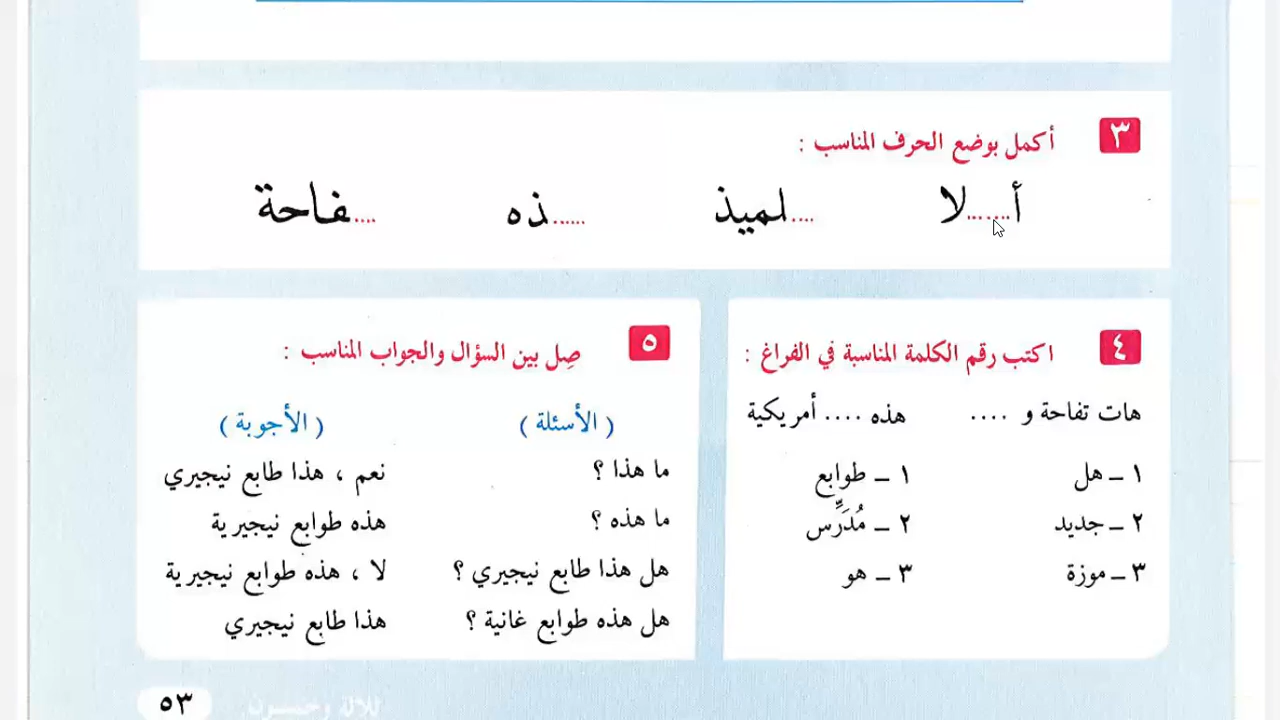 ٣ أكمل بوضع الحرف المناسب :
أ.......لا ....لميذ ......ذه ....فاحة
٤ اكتب رقم الكلمة المناسبة في الفراغ :
هات تفاحة و .... هذه .... أمريكية
١ ـ هل ١ ـ طوابع
٢ ـ جديد ٢ ـ مُدَرٍّس
٣ ـ موزة ٣ ـ هو
٥ صِل بين السؤال والجواب المناسب :
( الأسئلة ) ( الأجوبة )
ما هذا ؟ نعم ، هذا طابع نيجيري
ما هذه ؟ هذه طوابع نيجيرية
هل هذا طابع نيجيري ؟ لا ، هذه طوابع نيجيرية
هل هذه طوابع غانية ؟ هذا طابع نيجيري
ثلاثة وخمسون ٥٣